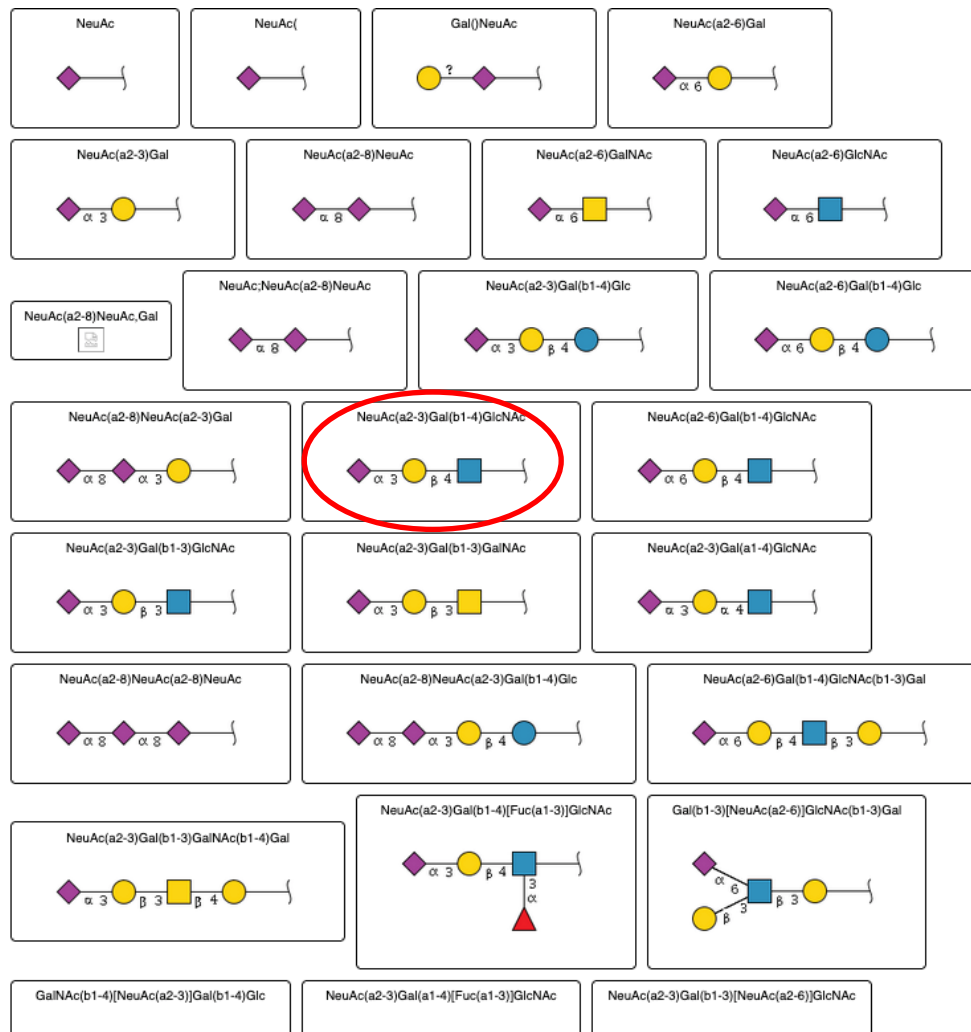 NeuAc
NeuAc(
Gal()NeuAc
NeuAc(a2-6)Gal
?
α 6
NeuAc(a2-3)Gal
NeuAc(a2-8)NeuAc
NeuAc(a2-6)GalNAc
NeuAc(a2-6)GlcNAc
α 3
α 8
α 6
α 6
NeuAc(a2-8)NeuAc,Gal
NeuAc;NeuAc(a2-8)NeuAc
NeuAc(a2-3)Gal(b1-4)Glc
NeuAc(a2-6)Gal(b1-4)Glc
α 8
α 3 β 4
α 6 β 4
NeuAc(a2-8)NeuAc(a2-3)Gal
NeuAc(a2-3)Gal(b1-4)GlcNAc
NeuAc(a2-6)Gal(b1-4)GlcNAc
α 8 α 3
α 3 β 4
α 6 β 4
NeuAc(a2-3)Gal(b1-3)GlcNAc
NeuAc(a2-3)Gal(b1-3)GalNAc
NeuAc(a2-3)Gal(a1-4)GlcNAc
α 3 β 3
α 3 β 3
α 3 α 4
NeuAc(a2-8)NeuAc(a2-8)NeuAc
NeuAc(a2-8)NeuAc(a2-3)Gal(b1-4)Glc
NeuAc(a2-6)Gal(b1-4)GlcNAc(b1-3)Gal
α 8 α 8
α 8 α 3 β 4
α 6 β 4 β 3
NeuAc(a2-3)Gal(b1-3)GalNAc(b1-4)Gal
α 3 β 3 β 4
NeuAc(a2-3)Gal(b1-4)[Fuc(a1-3)]GlcNAc
α 3 β 4
3
α
Gal(b1-3)[NeuAc(a2-6)]GlcNAc(b1-3)Gal
α 6
β 3
β 3
GalNAc(b1-4)[NeuAc(a2-3)]Gal(b1-4)Glc
NeuAc(a2-3)Gal(a1-4)[Fuc(a1-3)]GlcNAc
NeuAc(a2-3)Gal(b1-3)[NeuAc(a2-6)]GlcNAc